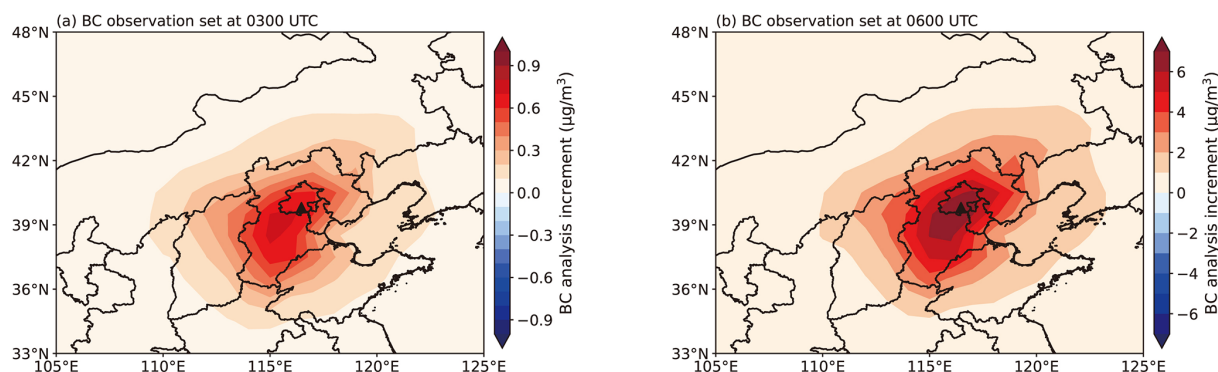 (a) BC observation set at 0300 UTC
48°N
45°N
42°N
39°N
36°N
33°N
105°E
110°E
115°E
120°E
125°E
0.9
0.6
0.3
0.0
−0.3
−0.6
−0.9
BC analysis increment (μg/m³)
(b) BC observation set at 0600 UTC
48°N
45°N
42°N
39°N
36°N
33°N
105°E
110°E
115°E
120°E
125°E
6
4
2
0
−2
−4
−6
BC analysis increment (μg/m³)